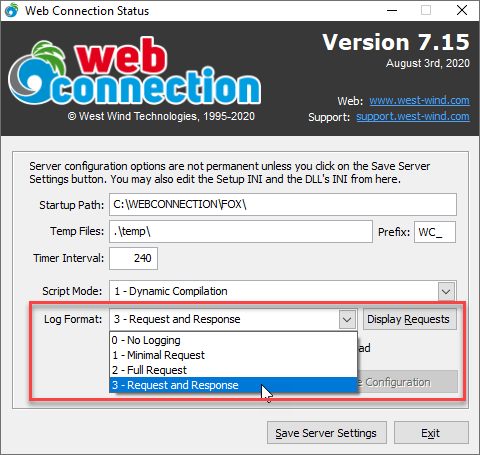 Web Connection Status
web
connection
© West Wind Technologies, 1995-2020
Version 7.15
August 3rd, 2020
Web: www.west-wind.com
Support: support.west-wind.com
Server configuration options are not permanent unless you click on the Save Server
Settings button. You may also edit the Setup INI and the DLL's INI from here.
Startup Path: C:\WEBCONNECTION\FOX\
Temp Files: .\temp\ Prefix: WC_
Timer Interval: 240
Script Mode: 1 - Dynamic Compilation
Log Format: 3 - Request and Response Display Requests
0 - No Logging
1 - Minimal Request
2 - Full Request
3 - Request and Response
Configuration
Save Server Settings Exit